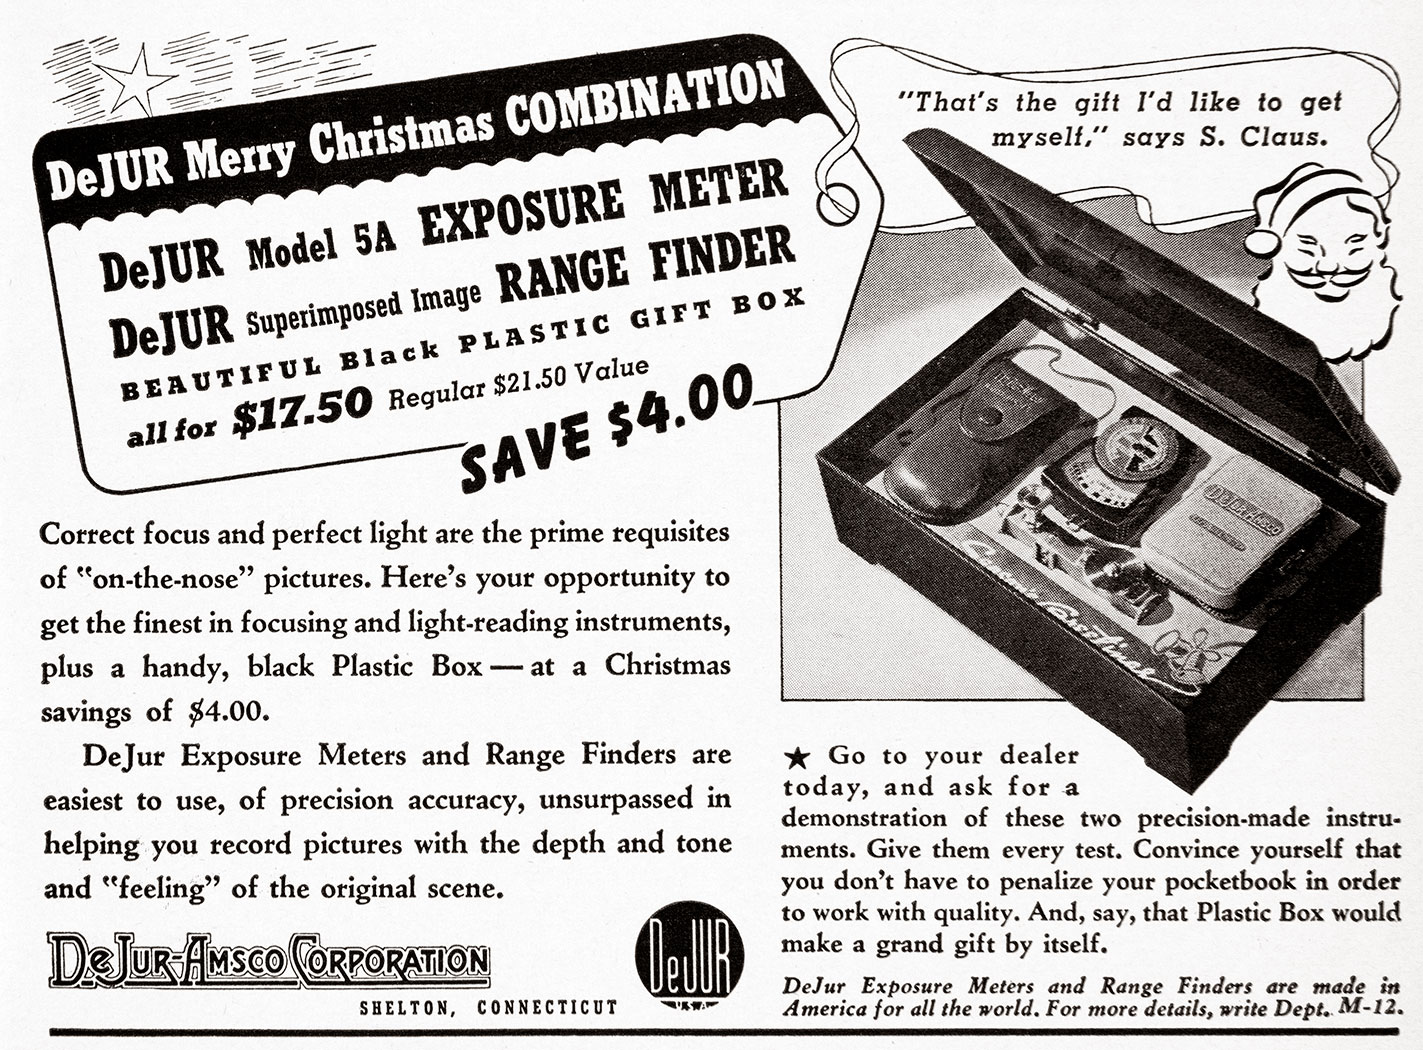 DeJUR Merry Christmas COMBINATION
DeJUR Model 5A EXPOSURE METER
DeJUR Superimposed Image RANGE FINDER
BEAUTIFUL Black PLASTIC GIFT BOX
all for $17.50 Regular $21.50 Value
SAVE $4.00
"That's the gift I'd like to get
myself," says S. Claus.
DeJUR-AMSCO
Greetings
Correct focus and perfect light are the prime requisites
of "on-the-nose" pictures. Here's your opportunity to
get the finest in focusing and light-reading instruments,
plus a handy, black Plastic Box — at a Christmas
savings of $4.00.
DeJur Exposure Meters and Range Finders are
easiest to use, of precision accuracy, unsurpassed in
helping you record pictures with the depth and tone
and "feeling" of the original scene.
DeJUR-AMSCO CORPORATION
SHELTON, CONNECTICUT
DeJUR
U.S.A.
★ Go to your dealer
today, and ask for a
demonstration of these two precision-made instru-
ments. Give them every test. Convince yourself that
you don't have to penalize your pocketbook in order
to work with quality. And, say, that Plastic Box would
make a grand gift by itself.
DeJur Exposure Meters and Range Finders are made in
America for all the world. For more details, write Dept. M-12.